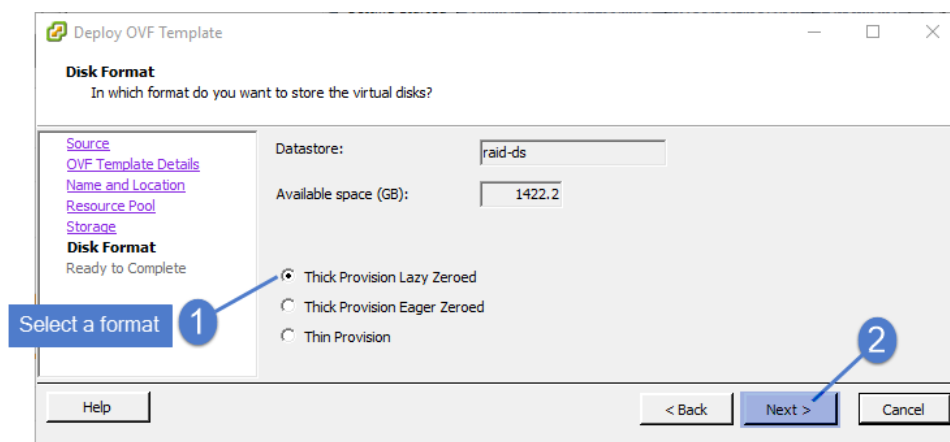 Deploy OVF Template
Disk Format
In which format do you want to store the virtual disks?
Source
OVF Template Details
Name and Location
Resource Pool
Storage
Disk Format
Ready to Complete
Datastore:
raid-ds
Available space (GB):
1422.2
Thick Provision Lazy Zeroed
Thick Provision Eager Zeroed
Thin Provision
Select a format
1
2
Help
< Back
Next >
Cancel